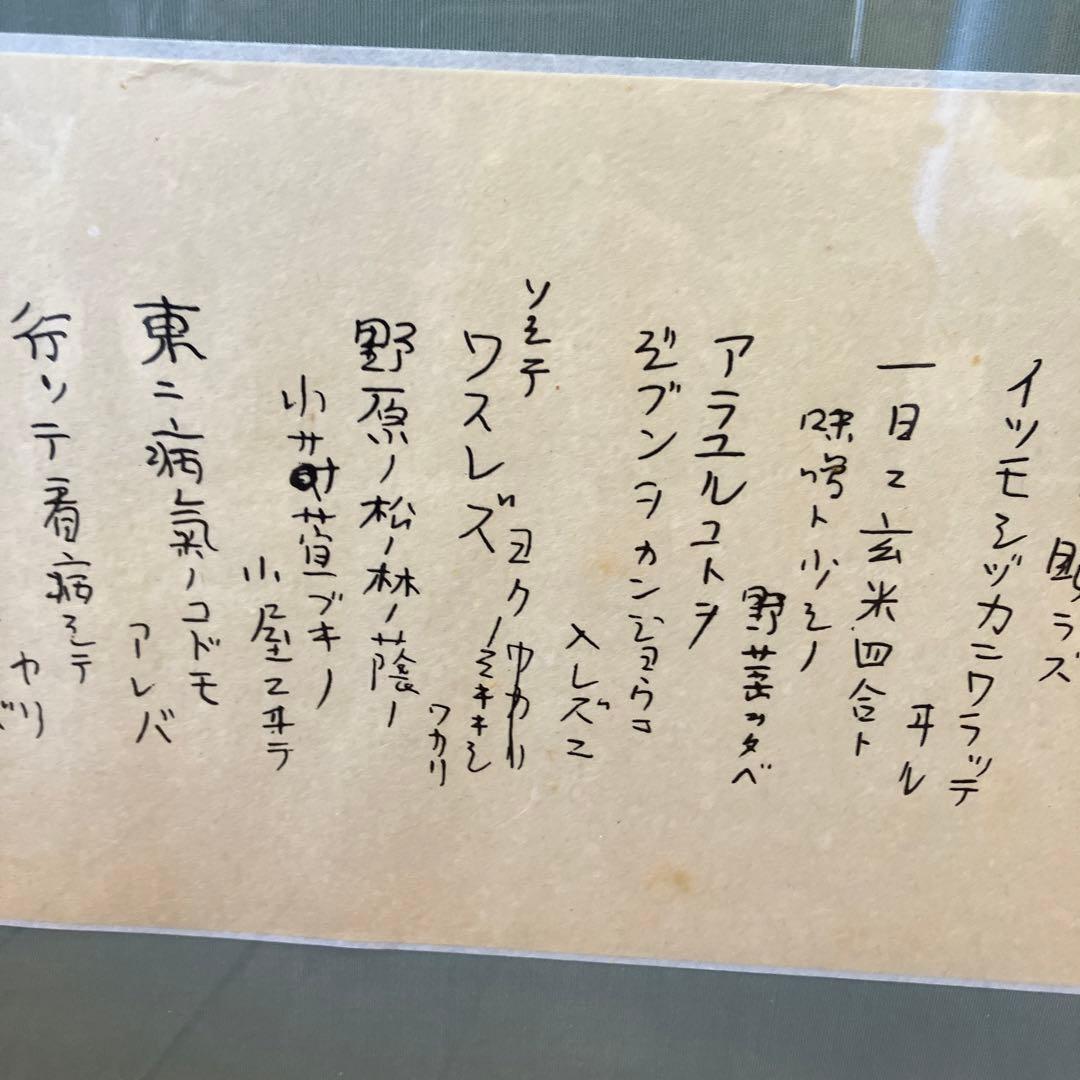 瞋ラズ
イツモシヅカニワラッテ
ヰル
一日ニ玄米四合ト
味噌ト少シノ
野菜ヲタベ
アラユルコトヲ
ジブンヲカンジョウニ
入レズニ
ヨクミキキシ
ワカリ
ソシテ
ワスレズ
野原ノ松ノ林ノ蔭ノ
小サ萓ブキノ
小屋ニヰテ
東ニ病氣ノコドモ
アレバ
行ッテ看病シテ
ヤリ